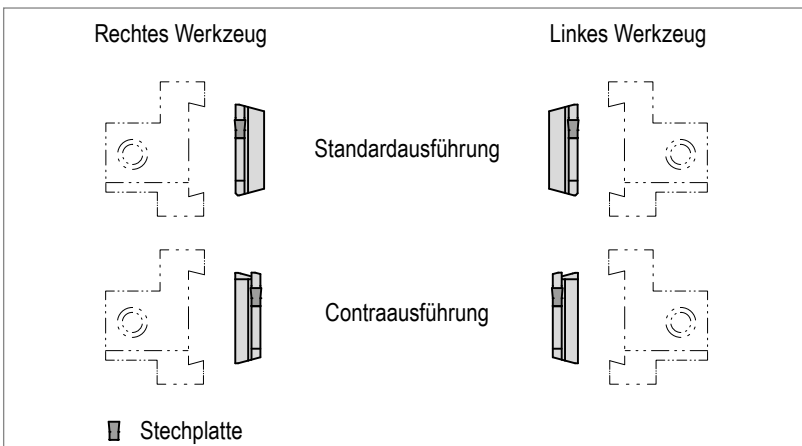 Rechtes Werkzeug
Linkes Werkzeug
Standardausführung
Contraausführung
Stechplatte